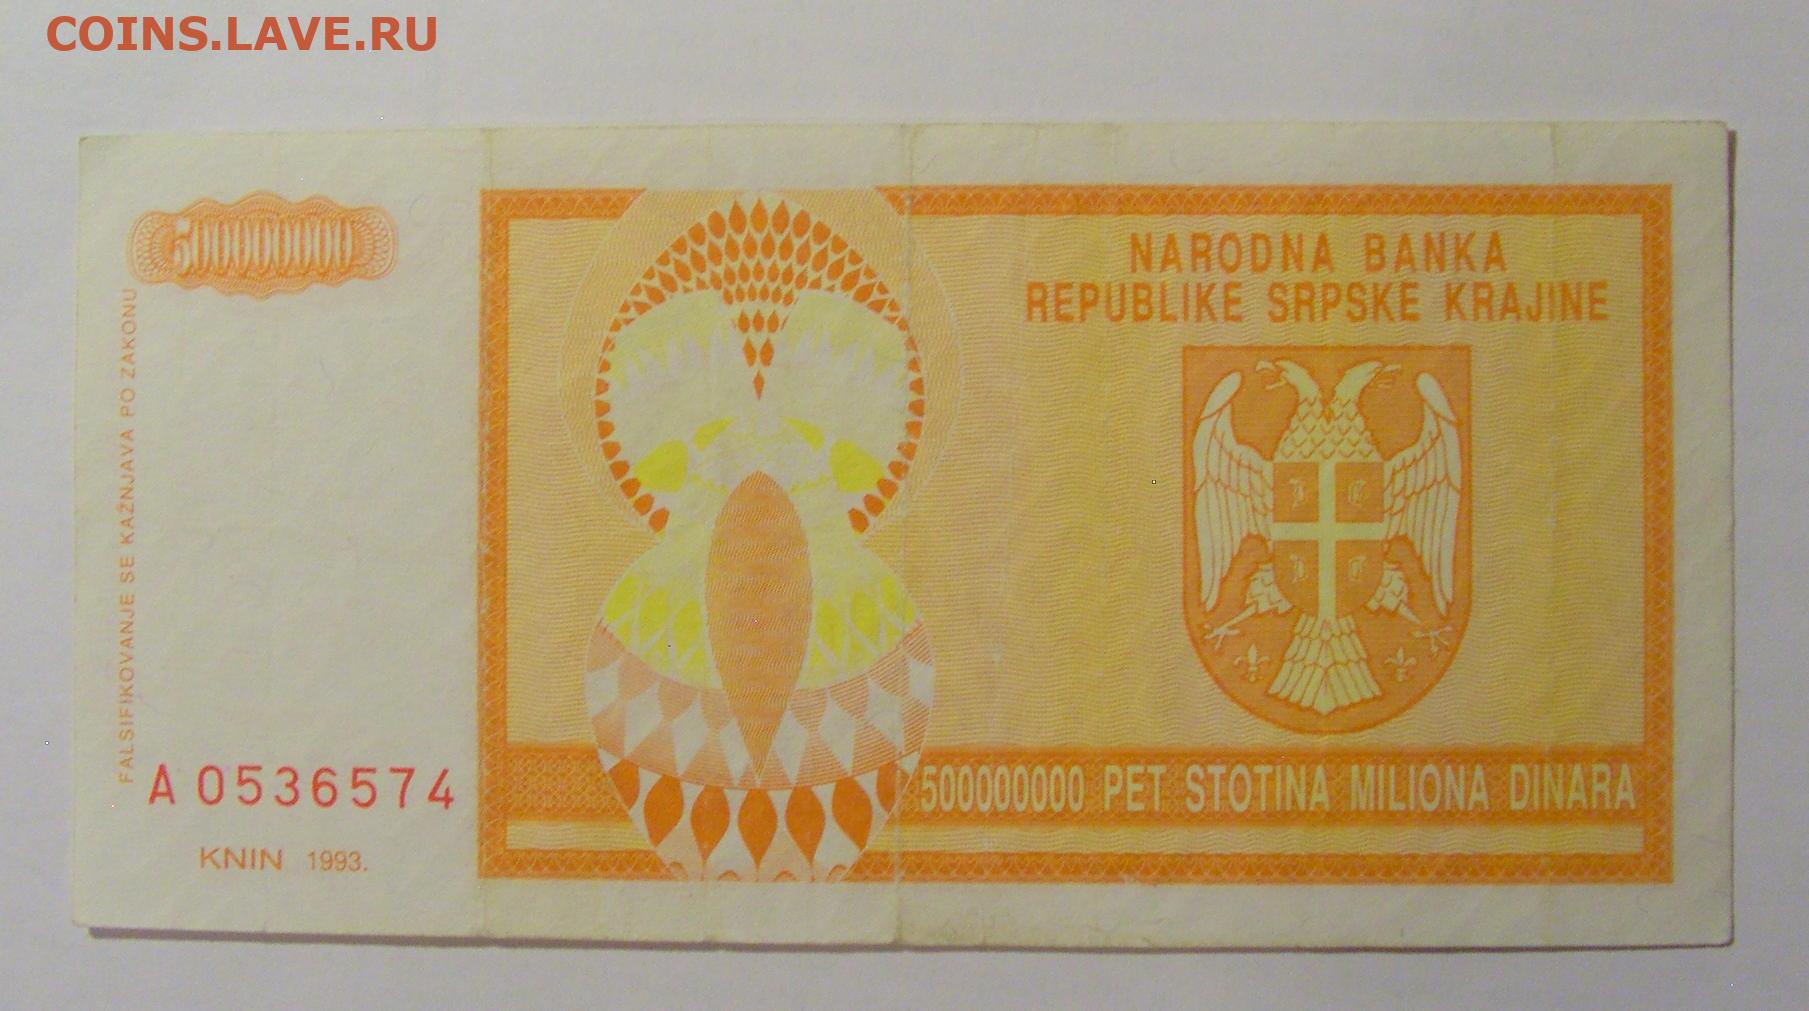 COINS.LAVE.RU
500000000
NARODNA BANKA
REPUBLIKE SRPSKE KRAJINE
FALSIFIKOVANJE SE KAŽNJAVA PO ZAKONU
A 0536574
500000000 PET STOTINA MILIONA DINARA
KNIN 1993.